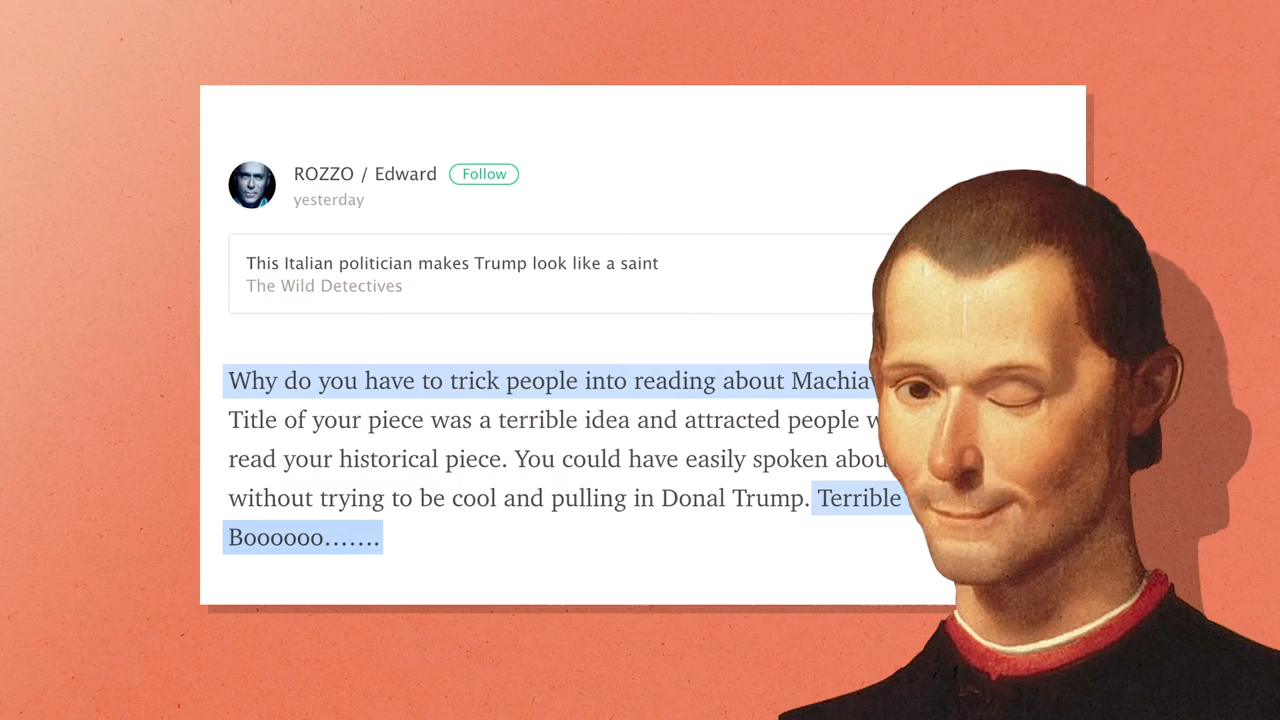 ROZZO / Edward Follow
yesterday
This Italian politician makes Trump look like a saint
The Wild Detectives
Why do you have to trick people into reading about
Title of your piece was a terrible idea and attracted people
read your historical piece. You could have easily spoken
without trying to be cool and pulling in Donal Trump. Terrible
Boooooo.......